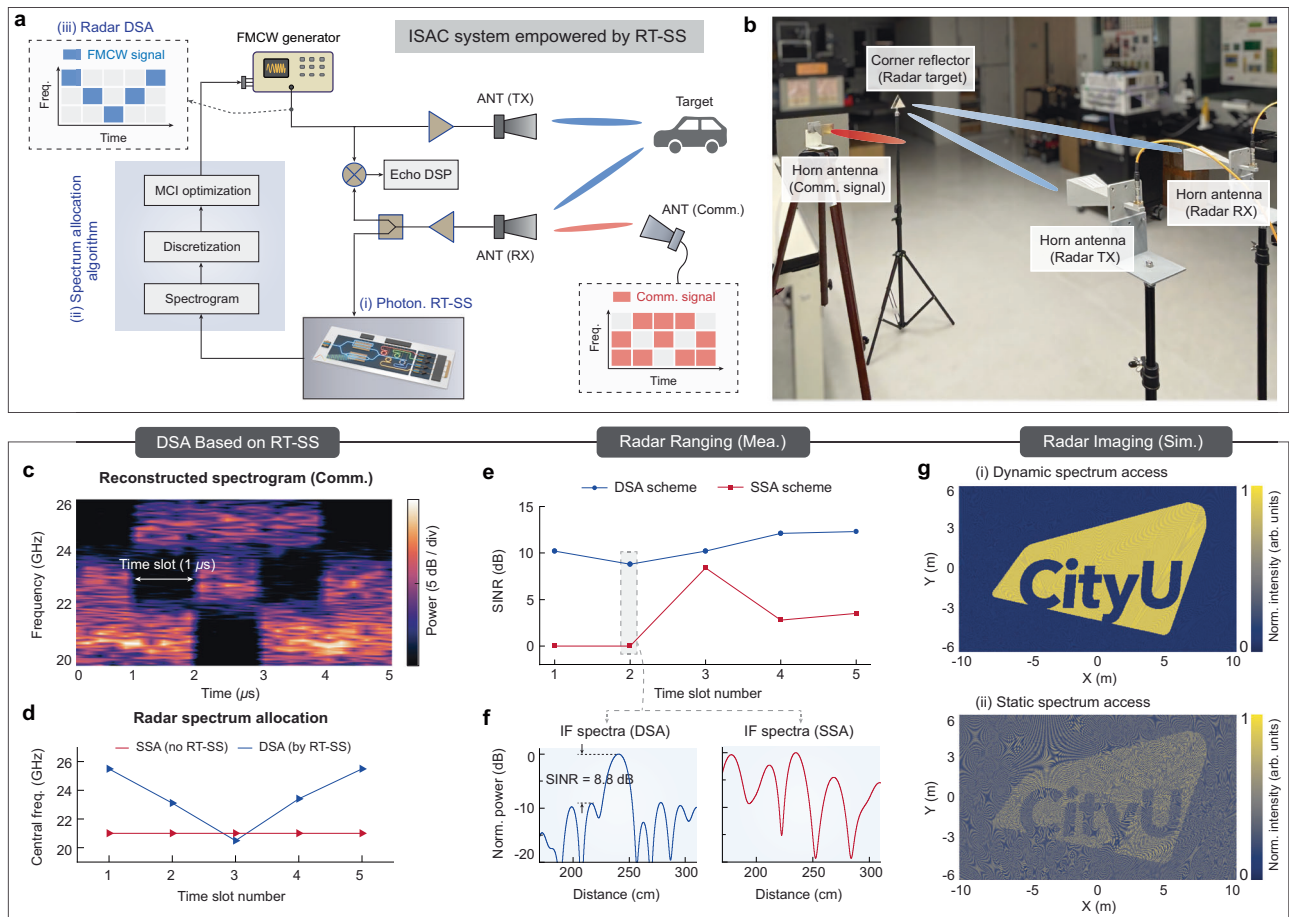 a
(iii) Radar DSA
FMCW signal
Freq.
Time
FMCW generator
ISAC system empowered by RT-SS
ANT (TX)
Target
Echo DSP
ANT (RX)
ANT (Comm.)
(ii) Spectrum allocation
algorithm
MCI optimization
Discretization
Spectrogram
(i) Photon. RT-SS
Comm. signal
Freq.
Time
b
Corner reflector
(Radar target)
Horn antenna
(Comm. signal)
Horn antenna
(Radar RX)
Horn antenna
(Radar TX)
DSA Based on RT-SS
Radar Ranging (Mea.)
Radar Imaging (Sim.)
c
Reconstructed spectrogram (Comm.)
26
24
22
20
Frequency (GHz)
Time slot (1 µs)
0 1 2 3 4 5
Time (µs)
Power (5 dB / div)
d
Radar spectrum allocation
SSA (no RT-SS) DSA (by RT-SS)
26
24
22
20
Central freq. (GHz)
1 2 3 4 5
Time slot number
e
DSA scheme SSA scheme
15
10
5
0
SINR (dB)
1 2 3 4 5
Time slot number
f
IF spectra (DSA)
IF spectra (SSA)
0
-10
-20
Norm. power (dB)
SINR = 8.8 dB
200 250 300
Distance (cm)
200 250 300
Distance (cm)
g
(i) Dynamic spectrum access
6
3
0
-3
-6
Y (m)
CityU
-10 -5 0 5 10
X (m)
1
0
Norm. intensity (arb. units)
(ii) Static spectrum access
6
3
0
-3
-6
Y (m)
CityU
-10 -5 0 5 10
X (m)
1
0
Norm. intensity (arb. units)